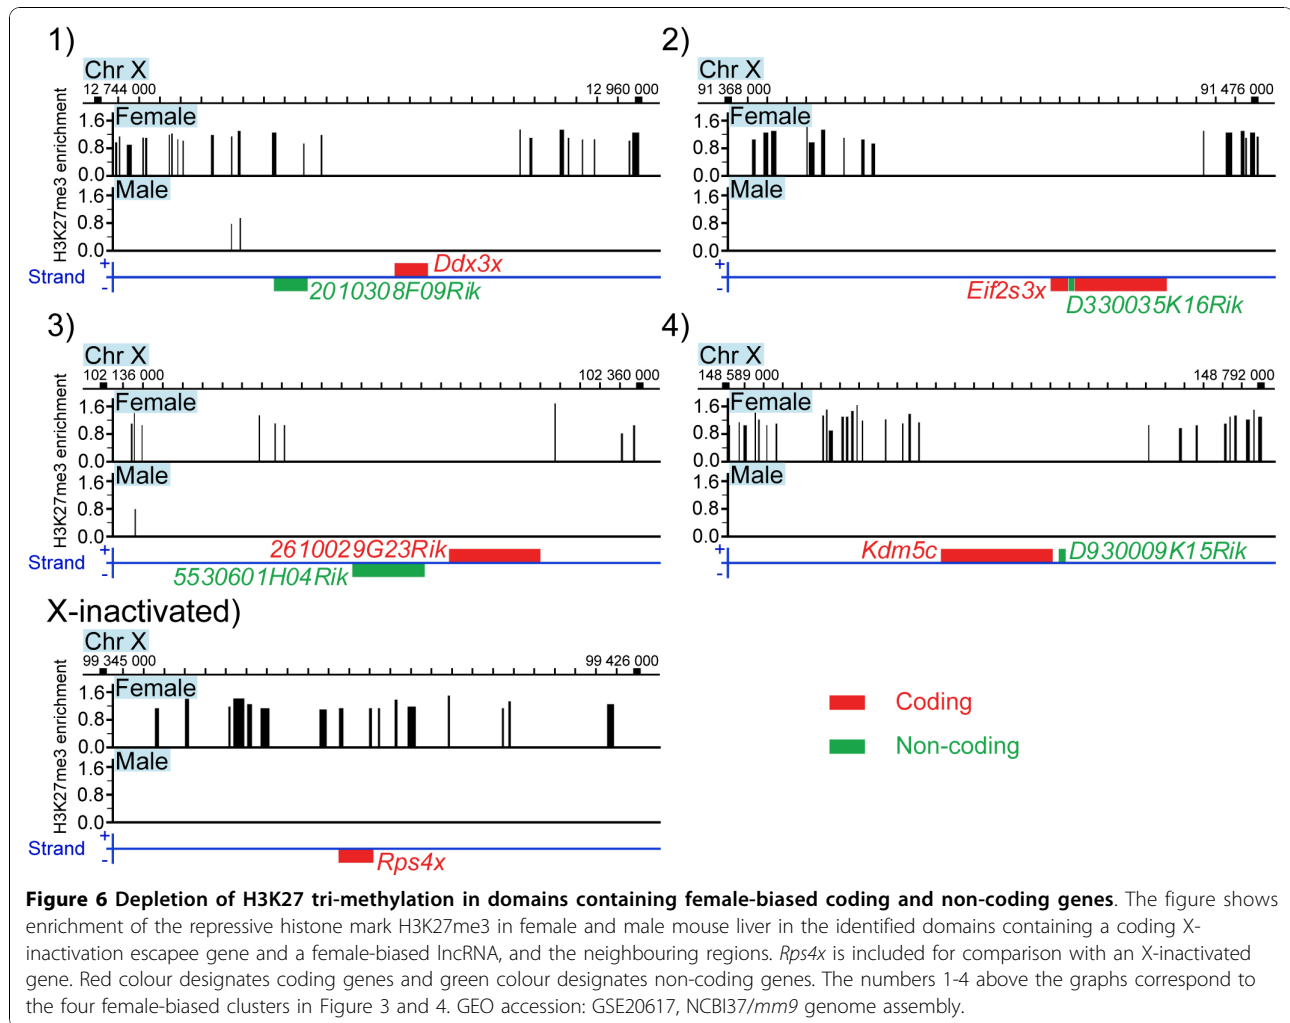 1)
Chr X
12 744 000
12 960 000
H3K27me3 enrichment
Female
1.6
0.8
0.0
Male
1.6
0.8
0.0
Strand
+
-
Ddx3x
2010308F09Rik
2)
Chr X
91 368 000
91 476 000
Female
1.6
0.8
0.0
Male
1.6
0.8
0.0
+
-
Eif2s3x
D330035K16Rik
3)
Chr X
102 136 000
102 360 000
H3K27me3 enrichment
Female
1.6
0.8
0.0
Male
1.6
0.8
0.0
Strand
+
-
2610029G23Rik
5530601H04Rik
4)
Chr X
148 589 000
148 792 000
Female
1.6
0.8
0.0
Male
1.6
0.8
0.0
+
-
Kdm5c
D930009K15Rik
X-inactivated)
Chr X
99 345 000
99 426 000
H3K27me3 enrichment
Female
1.6
0.8
0.0
Male
1.6
0.8
0.0
Strand
+
-
Rps4x
Coding
Non-coding
Figure 6 Depletion of H3K27 tri-methylation in domains containing female-biased coding and non-coding genes. The figure shows
enrichment of the repressive histone mark H3K27me3 in female and male mouse liver in the identified domains containing a coding X-
inactivation escapee gene and a female-biased lncRNA, and the neighbouring regions. Rps4x is included for comparison with an X-inactivated
gene. Red colour designates coding genes and green colour designates non-coding genes. The numbers 1-4 above the graphs correspond to
the four female-biased clusters in Figure 3 and 4. GEO accession: GSE20617, NCBI37/mm9 genome assembly.